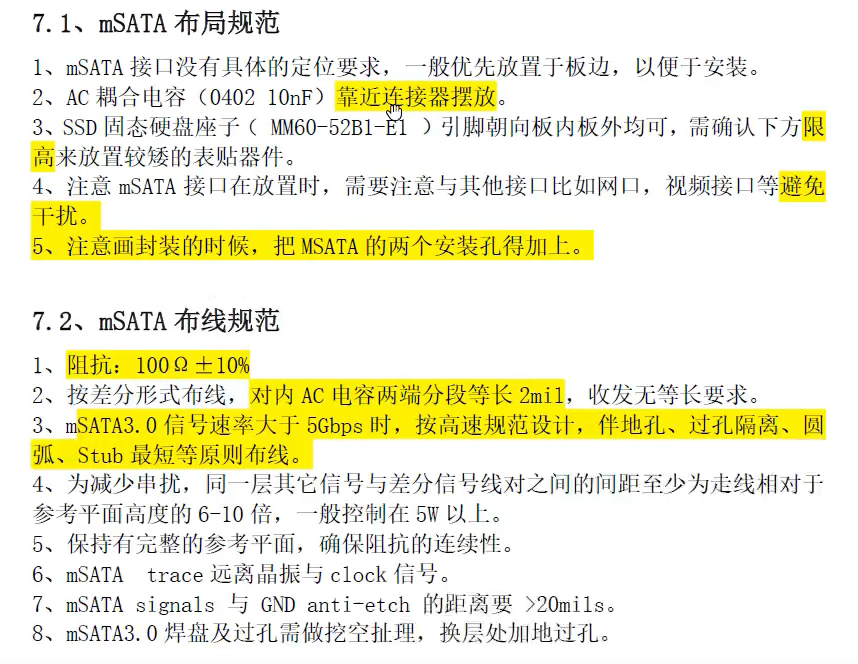 7.1、mSATA 布局规范
1、mSATA 接口没有具体的定位要求，一般优先放置于板边，以便于安装。
2、AC 耦合电容（0402 10nF）靠近连接器摆放。
3、SSD 固态硬盘座子（ MM60-52B1-E1 ）引脚朝向板内板外均可，需确认下方限
高来放置较矮的表贴器件。
4、注意 mSATA 接口在放置时，需要注意与其他接口比如网口，视频接口等避免
干扰。
5、注意画封装的时候，把 MSATA 的两个安装孔得加上。
7.2、mSATA 布线规范
1、阻抗：100Ω±10%
2、按差分形式布线，对内 AC 电容两端分段等长 2mil，收发无等长要求。
3、mSATA3.0 信号速率大于 5Gbps 时，按高速规范设计，伴地孔、过孔隔离、圆
弧、Stub 最短等原则布线。
4、为减少串扰，同一层其它信号与差分信号线对之间的间距至少为走线相对于
参考平面高度的 6-10 倍，一般控制在 5W 以上。
5、保持有完整的参考平面，确保阻抗的连续性。
6、mSATA  trace 远离晶振与 clock 信号。
7、mSATA signals 与 GND anti-etch 的距离要 >20mils。
8、mSATA3.0 焊盘及过孔需做挖空扯理，换层处加地过孔。